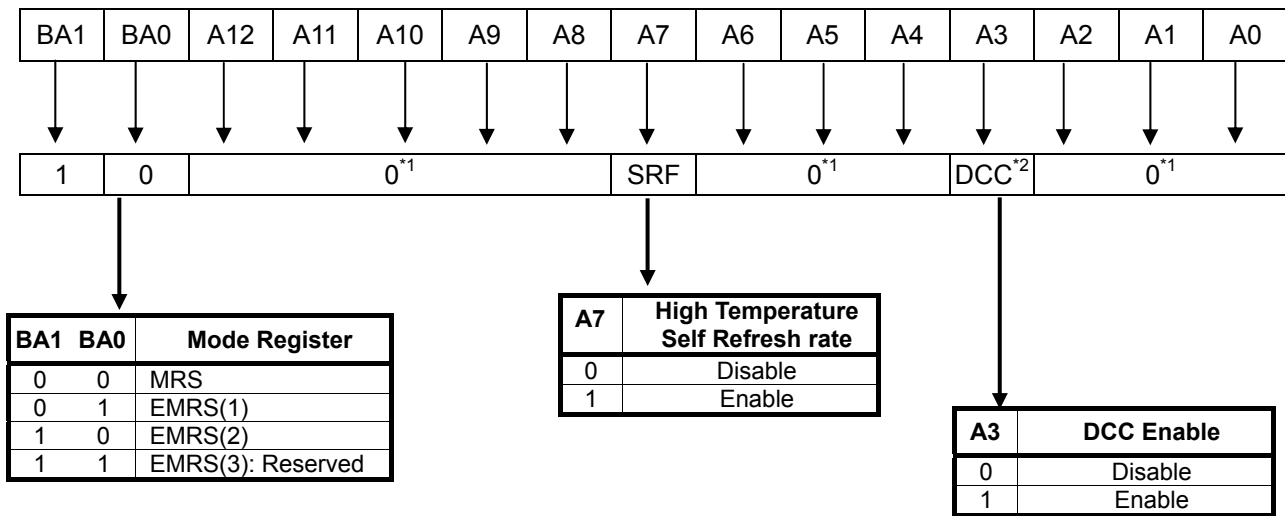 BA1 BA0 A12 A11 A10 A9 A8 A7 A6 A5 A4 A3 A2 A1 A0
1 0 0*1 SRF 0*1 DCC*2 0*1
BA1 BA0 Mode Register
0 0 MRS
0 1 EMRS(1)
1 0 EMRS(2)
1 1 EMRS(3): Reserved
A7 High Temperature
Self Refresh rate
0 Disable
1 Enable
A3 DCC Enable
0 Disable
1 Enable